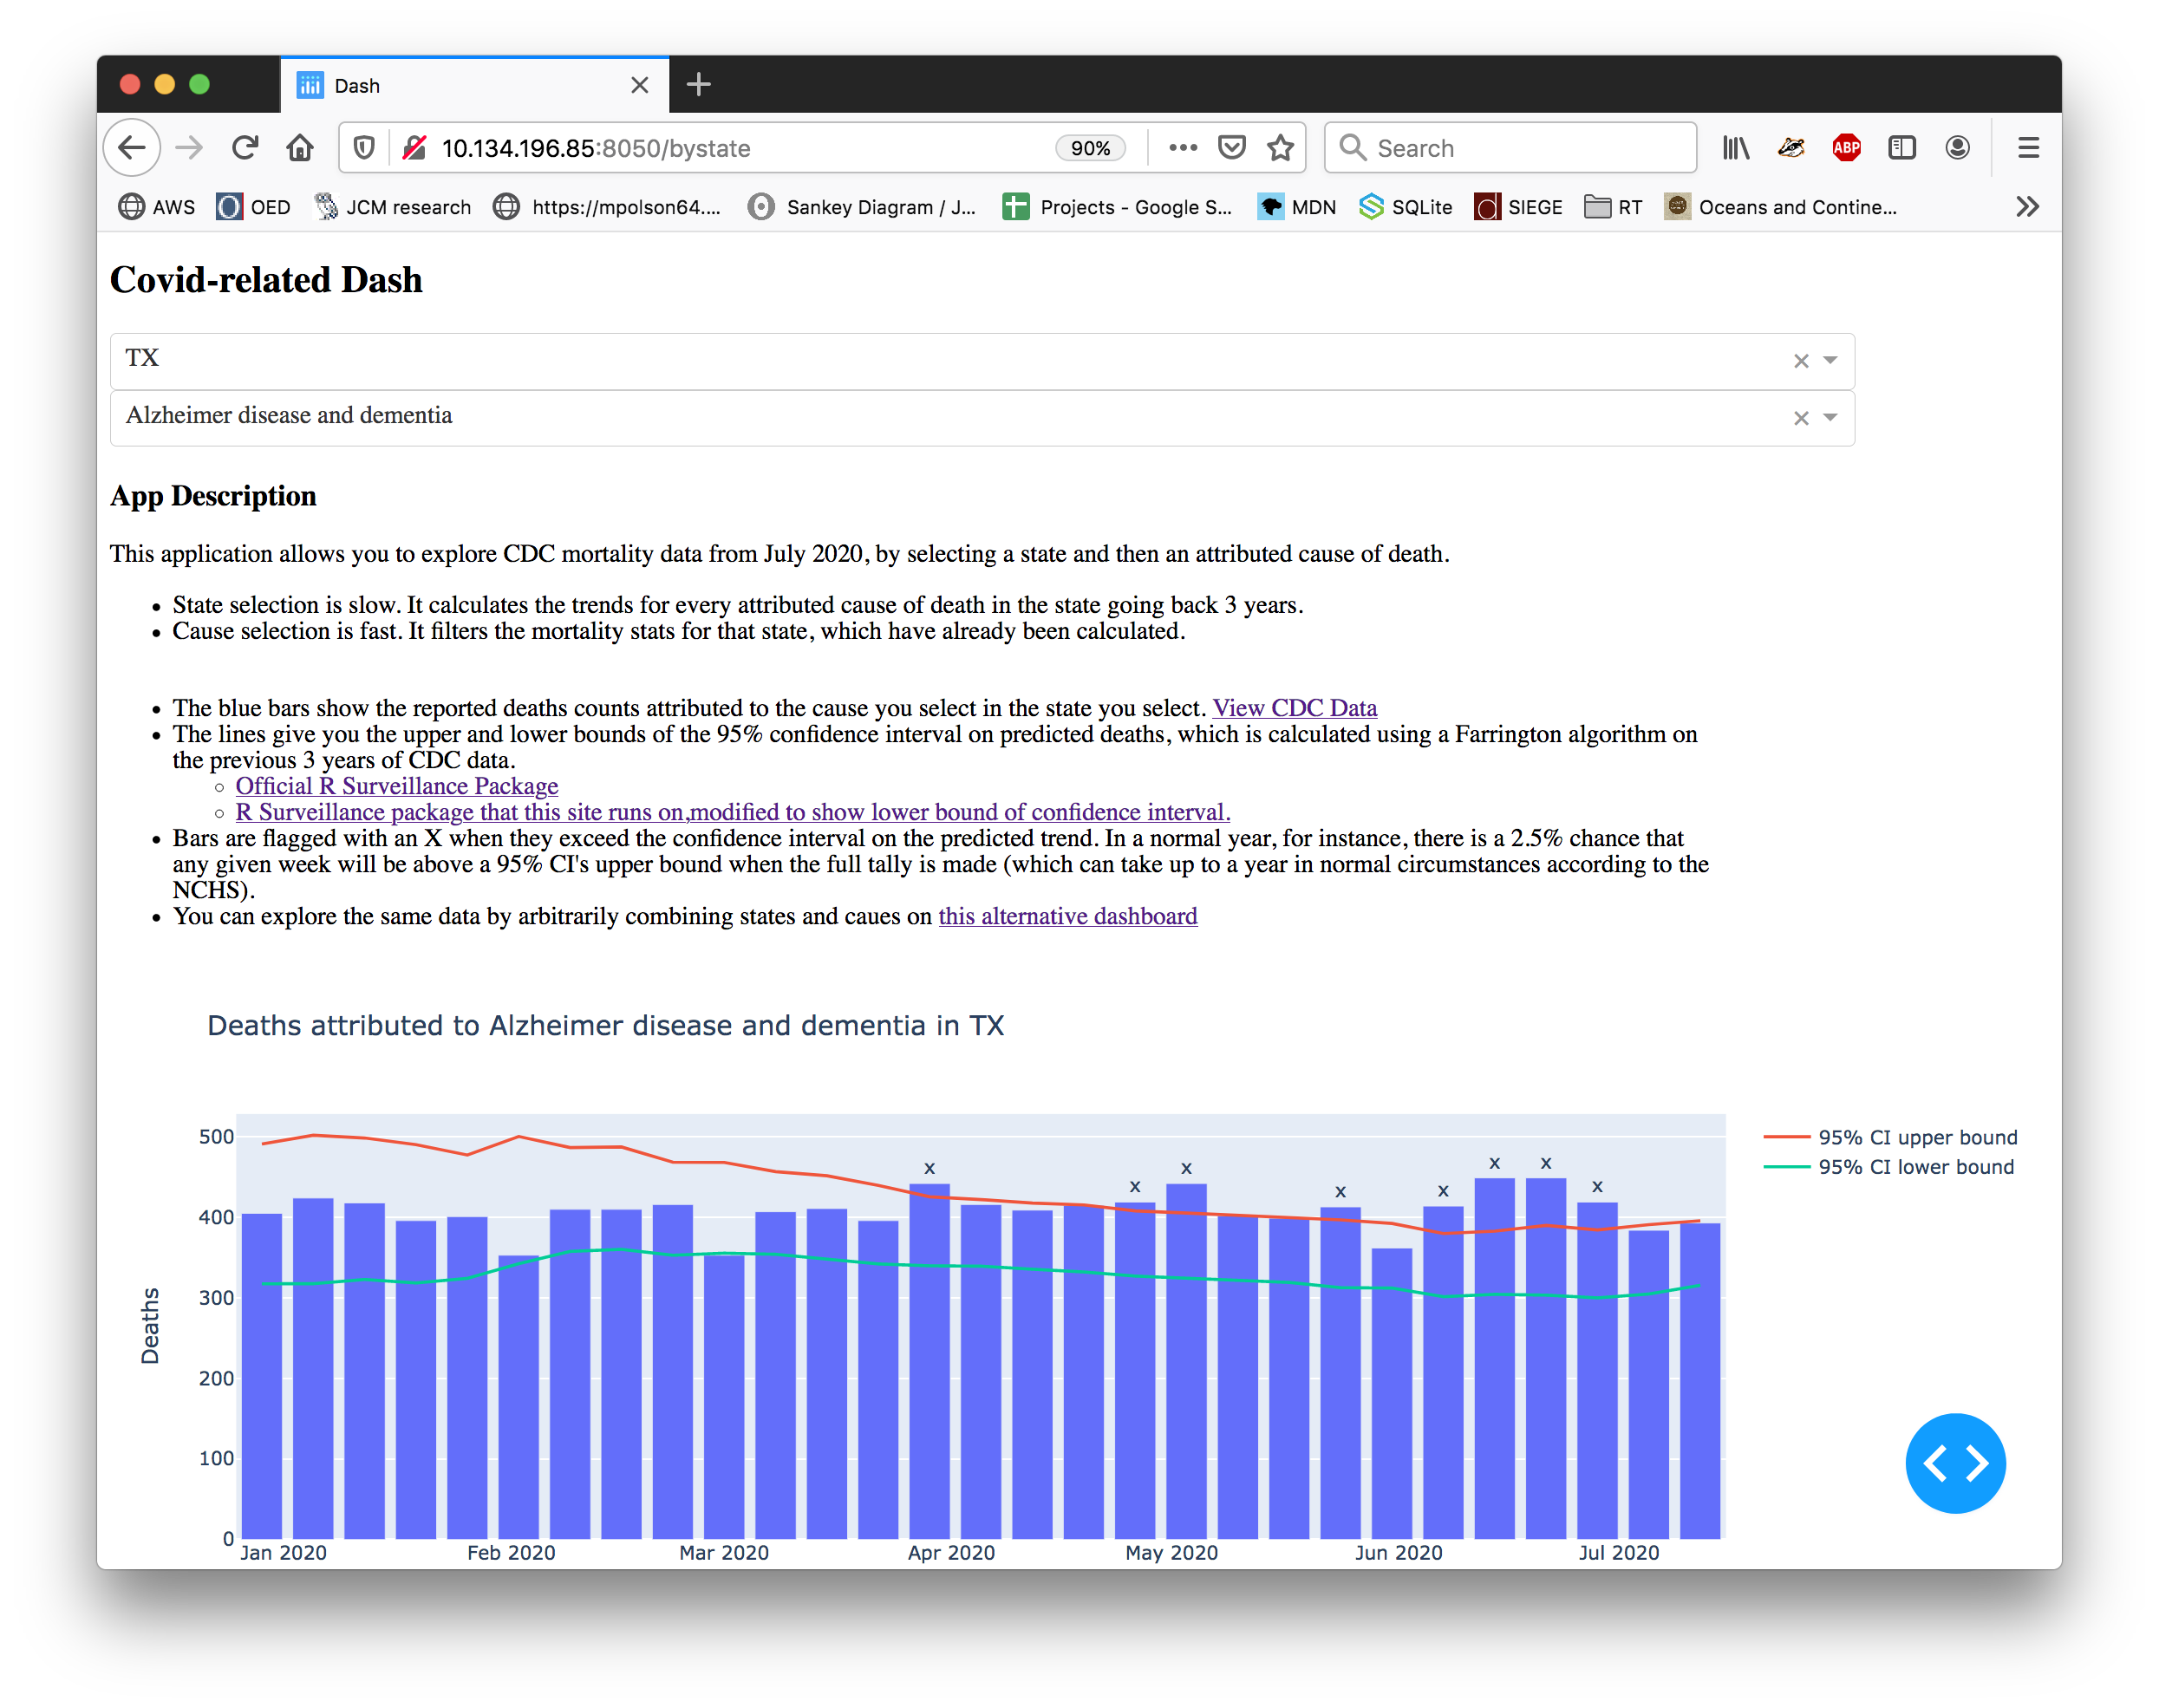 Dash
10.134.196.85:8050/bystate
90%
Search
ABP
AWS
OED
JCM research
https://mpolson64....
Sankey Diagram / J...
Projects - Google S...
MDN
SQLite
SIEGE
RT
Oceans and Contine...
Covid-related Dash
TX
Alzheimer disease and dementia
App Description
This application allows you to explore CDC mortality data from July 2020, by selecting a state and then an attributed cause of death.
State selection is slow. It calculates the trends for every attributed cause of death in the state going back 3 years.
Cause selection is fast. It filters the mortality stats for that state, which have already been calculated.
The blue bars show the reported deaths counts attributed to the cause you select in the state you select. View CDC Data
The lines give you the upper and lower bounds of the 95% confidence interval on predicted deaths, which is calculated using a Farrington algorithm on
the previous 3 years of CDC data.
Official R Surveillance Package
R Surveillance package that this site runs on,modified to show lower bound of confidence interval.
Bars are flagged with an X when they exceed the confidence interval on the predicted trend. In a normal year, for instance, there is a 2.5% chance that
any given week will be above a 95% CI's upper bound when the full tally is made (which can take up to a year in normal circumstances according to the
NCHS).
You can explore the same data by arbitrarily combining states and caues on this alternative dashboard
Deaths attributed to Alzheimer disease and dementia in TX
95% CI upper bound
95% CI lower bound
Deaths
500
400
300
200
100
0
x
x
x
x
x
x
x
x
Jan 2020
Feb 2020
Mar 2020
Apr 2020
May 2020
Jun 2020
Jul 2020